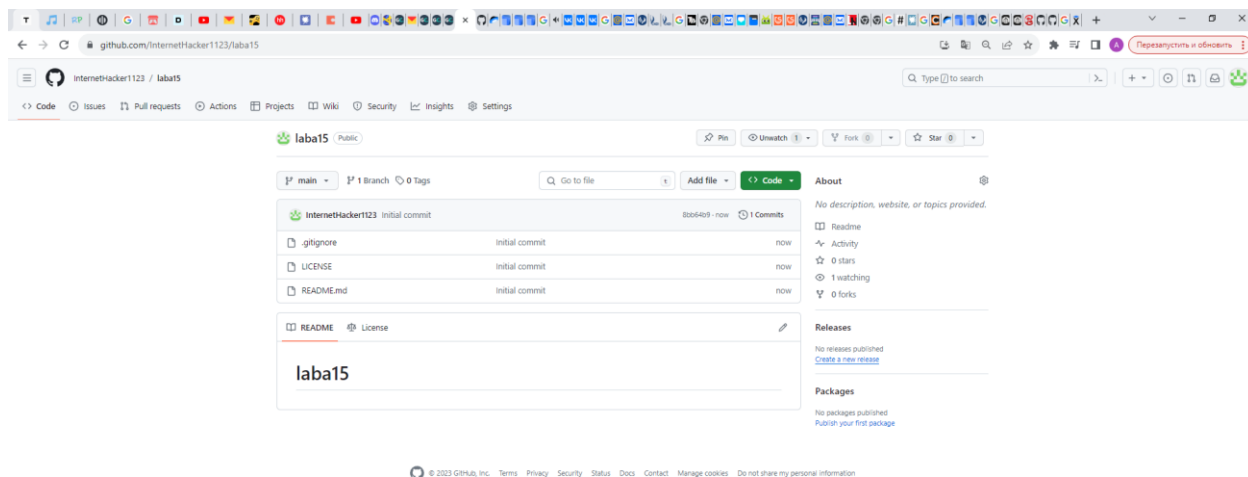 github.com/InternetHacker1123/laba15
Перезапустить и обновить
InternetHacker1123 / laba15
Type / to search
Code Issues Pull requests Actions Projects Wiki Security Insights Settings
laba15 Public
Pin Unwatch 1 Fork 0 Star 0
main 1 Branch 0 Tags Go to file t Add file Code
About
No description, website, or topics provided.
InternetHacker1123 Initial commit 8bb64b9 · now 1 Commits
.gitignore Initial commit now
LICENSE Initial commit now
README.md Initial commit now
Readme
Activity
0 stars
1 watching
0 forks
README License
laba15
Releases
No releases published
Create a new release
Packages
No packages published
Publish your first package
© 2023 GitHub, Inc. Terms Privacy Security Status Docs Contact Manage cookies Do not share my personal information